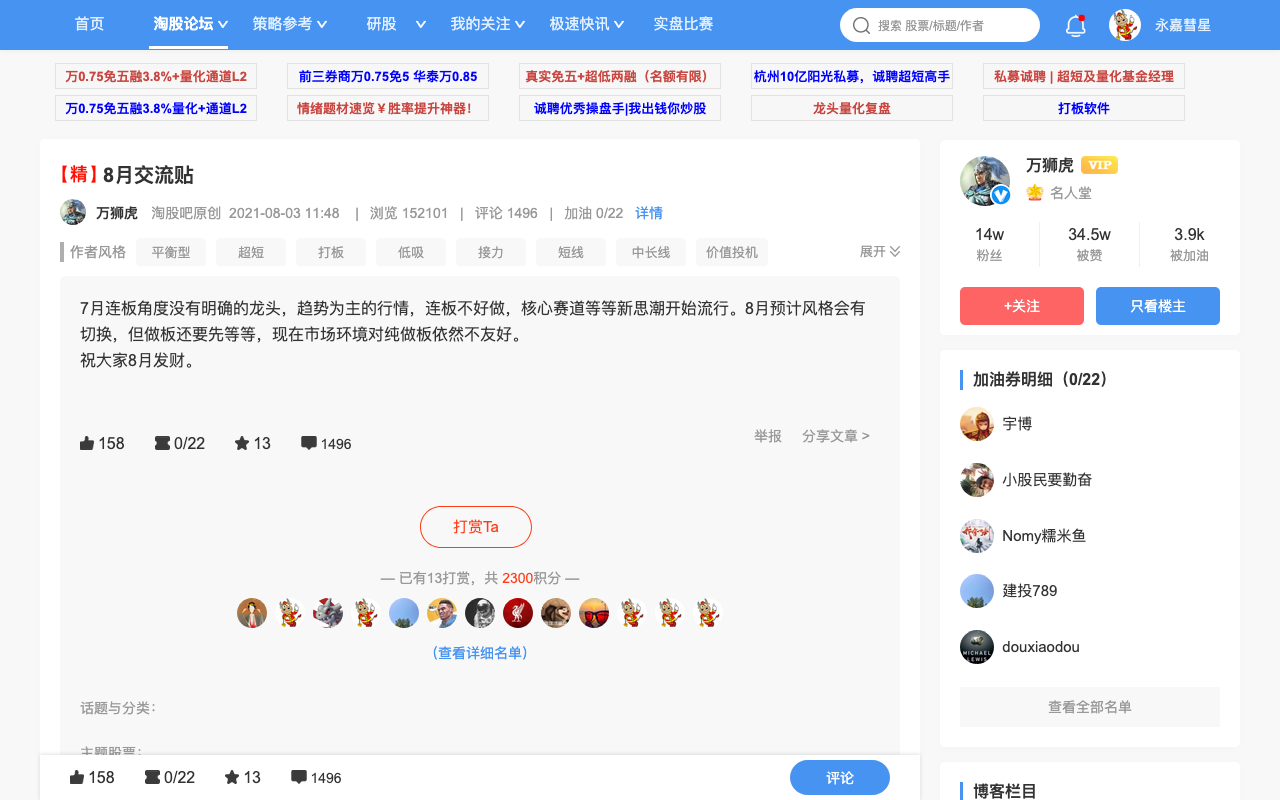 首页 淘股论坛 策略参考 研股 我的关注 极速快讯 实盘比赛 搜索 股票/标题/作者 永嘉彗星
万0.75免五融3.8%+量化通道L2 前三券商万0.75免5 华泰万0.85 真实免五+超低两融（名额有限） 杭州10亿阳光私募，诚聘超短高手 私募诚聘 | 超短及量化基金经理
万0.75免五融3.8%量化+通道L2 情绪题材速览￥胜率提升神器！ 诚聘优秀操盘手|我出钱你炒股 龙头量化复盘 打板软件
【精】8月交流贴
万狮虎 淘股吧原创 2021-08-03 11:48 | 浏览 152101 | 评论 1496 | 加油 0/22 详情
作者风格 平衡型 超短 打板 低吸 接力 短线 中长线 价值投机 展开
7月连板角度没有明确的龙头，趋势为主的行情，连板不好做，核心赛道等等新思潮开始流行。8月预计风格会有
切换，但做板还要先等等，现在市场环境对纯做板依然不友好。
祝大家8月发财。
158 0/22 13 1496 举报 分享文章 >
打赏Ta
— 已有13打赏，共 2300积分 —
（查看详细名单）
话题与分类：
主题股票：
158 0/22 13 1496 评论
万狮虎 VIP
名人堂
14w 34.5w 3.9k
粉丝 被赞 被加油
+关注 只看楼主
加油券明细（0/22）
宇博
小股民要勤奋
Nomy糯米鱼
建投789
MICHAEL LEWIS douxiaodou
查看全部名单
博客栏目